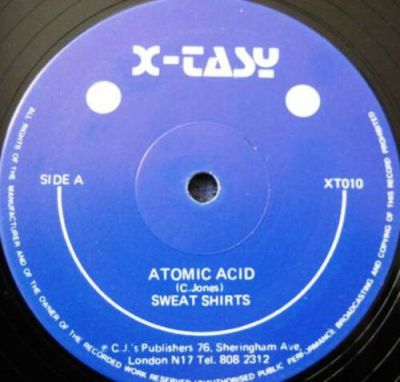 X-TASY
SIDE A
XT010
ATOMIC ACID
(C.Jones)
SWEAT SHIRTS
℗ C.J.'s Publishers 76, Sheringham Ave,
London N17 Tel. 808 2312
ALL RIGHTS OF THE MANUFACTURER AND OF THE OWNER OF THE RECORDED WORK RESERVED UNAUTHORISED PUBLIC PERFORMANCE BROADCASTING AND COPYING OF THIS RECORD PROHIBITED